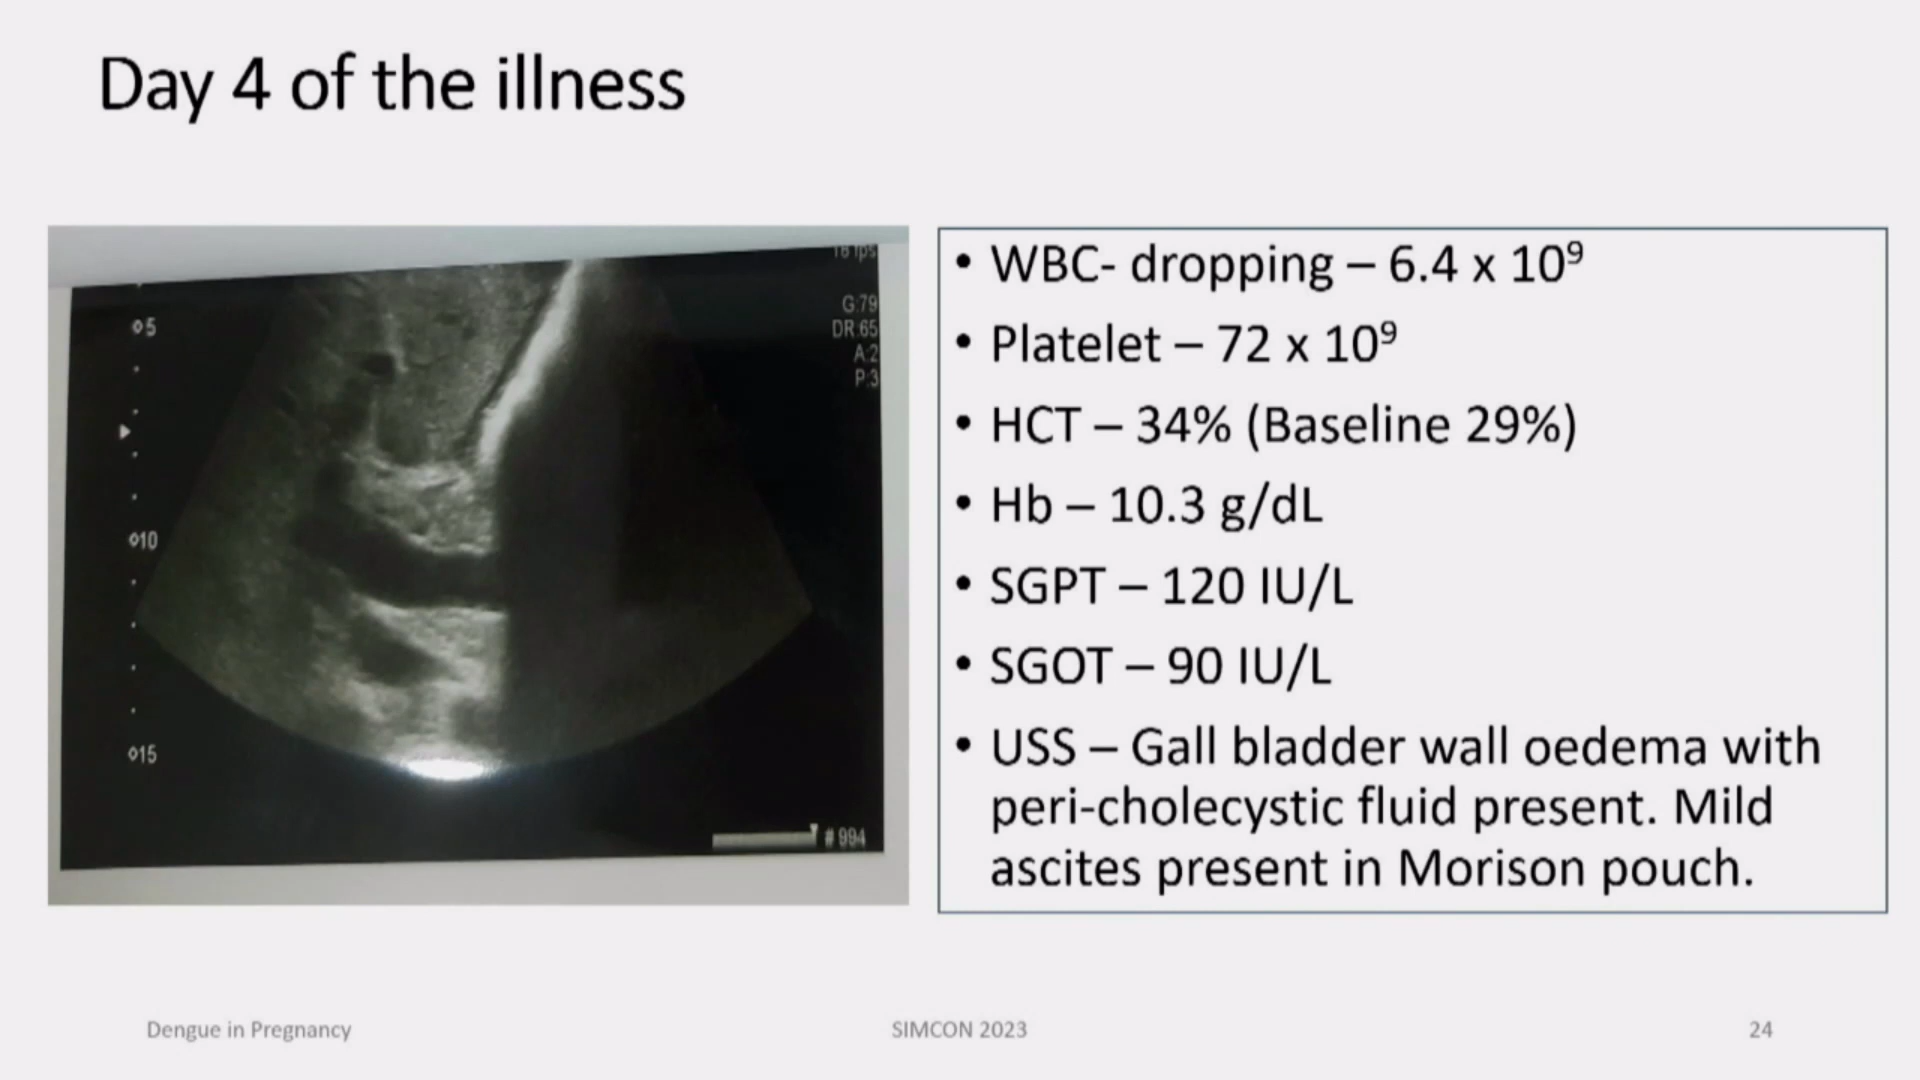 Day 4 of the illness
16 fps
G:79
DR:65
A:2
P:3
5
10
15
#994
• WBC- dropping – 6.4 x 10⁹
• Platelet – 72 x 10⁹
• HCT – 34% (Baseline 29%)
• Hb – 10.3 g/dL
• SGPT – 120 IU/L
• SGOT – 90 IU/L
• USS – Gall bladder wall oedema with
peri-cholecystic fluid present. Mild
ascites present in Morison pouch.
Dengue in Pregnancy
SIMCON 2023
24